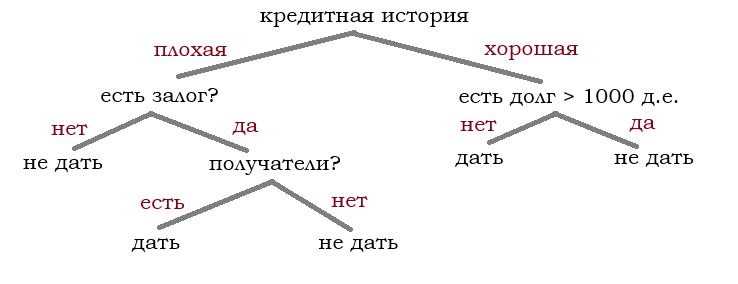 кредитная история
плохая
хорошая
есть залог?
есть долг > 1000 д.е.
нет
да
нет
да
не дать
получатели?
дать
не дать
есть
нет
дать
не дать